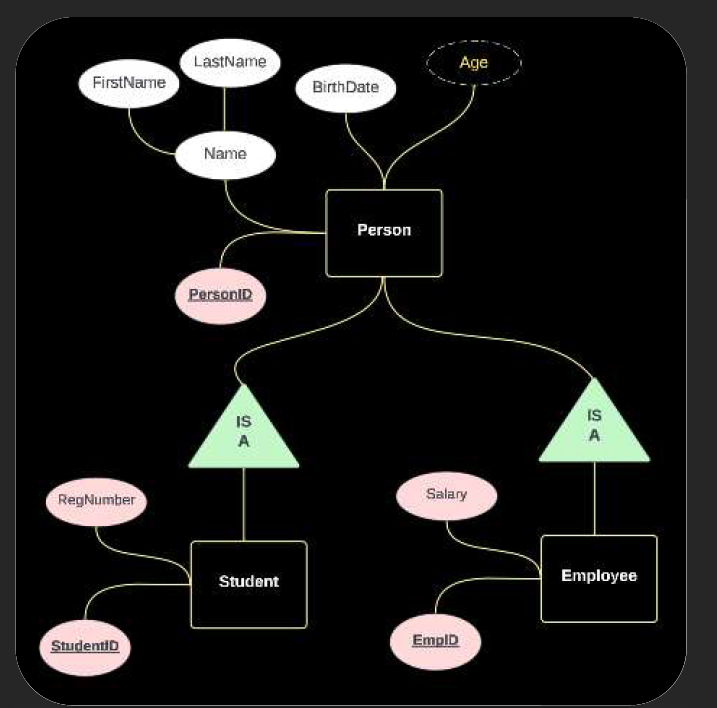 LastName
FirstName
BirthDate
Age
Name
Person
PersonID
IS
A
IS
A
RegNumber
Salary
Student
Employee
StudentID
EmpID